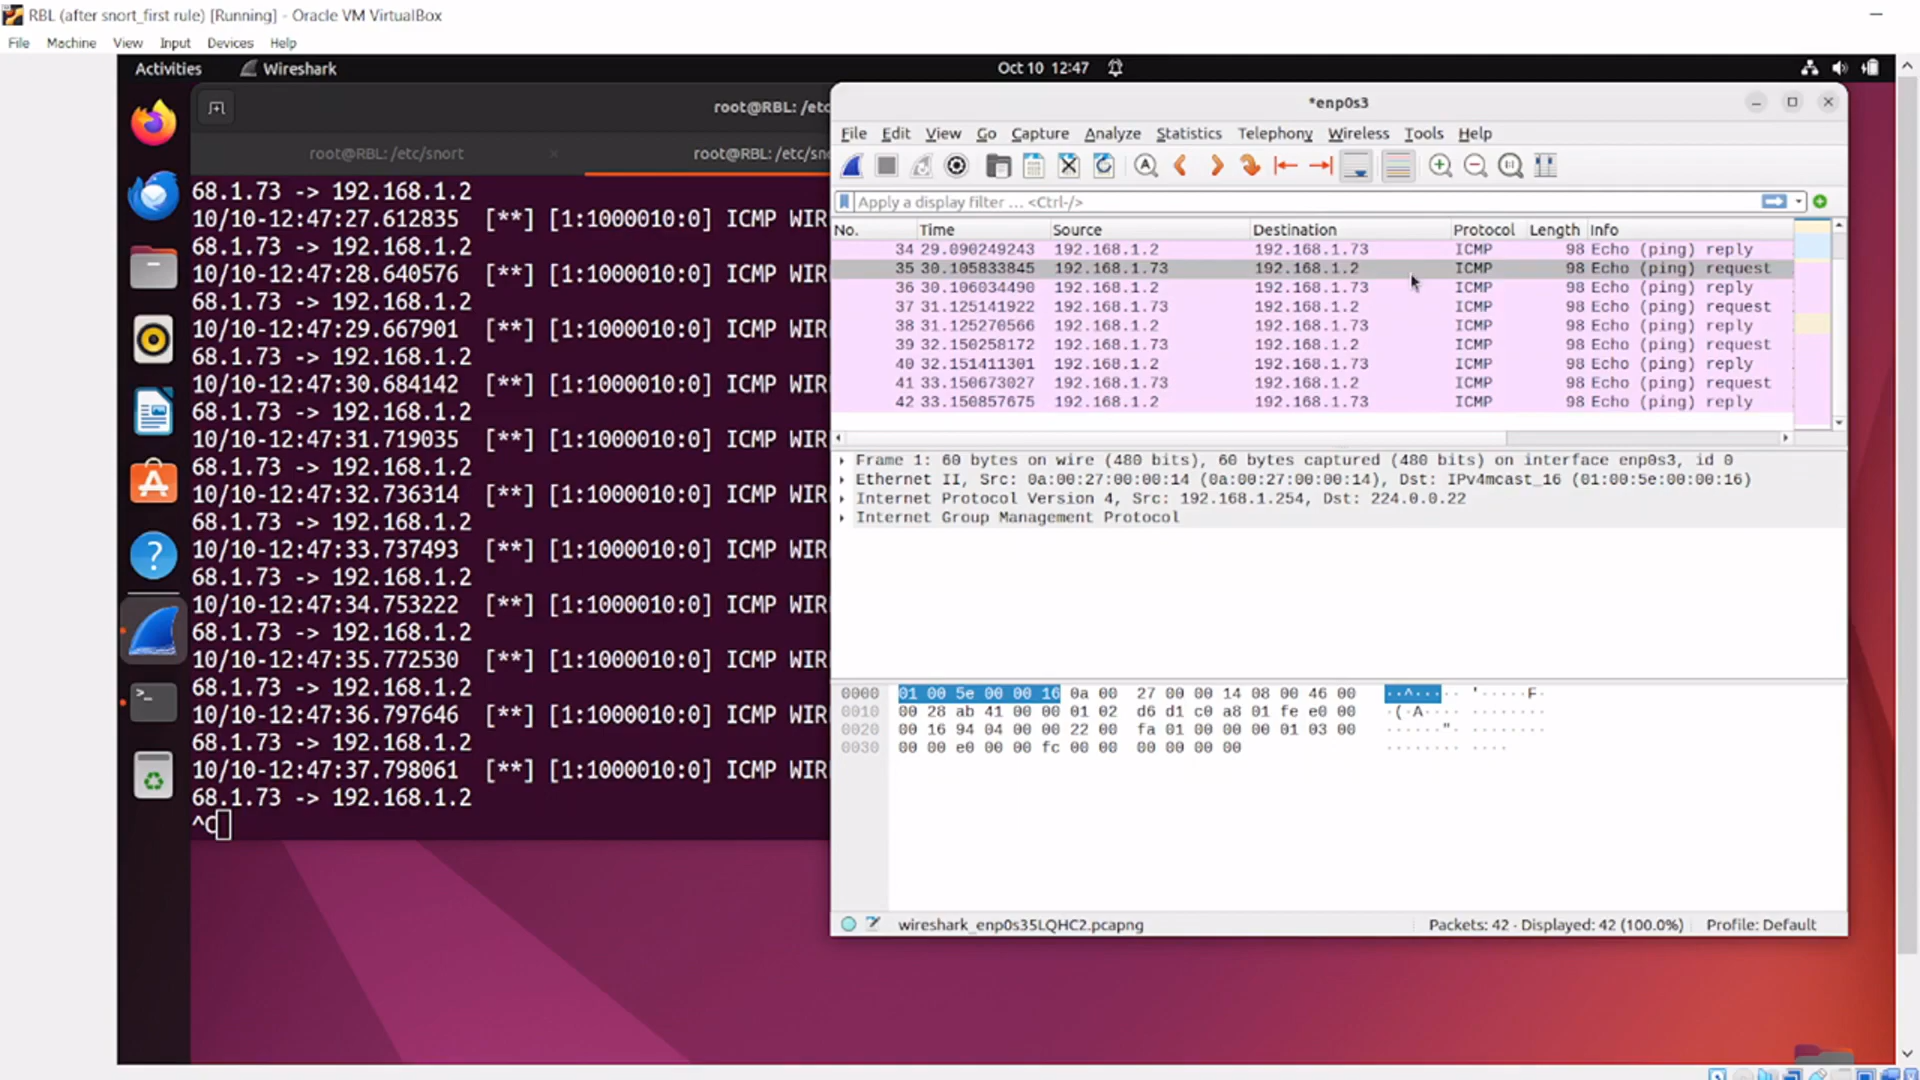 RBL (after snort_first rule) [Running] - Oracle VM VirtualBox
File Machine View Input Devices Help
Activities Wireshark Oct 10 12:47
root@RBL: /etc
root@RBL: /etc/snort × root@RBL: /etc/sn
68.1.73 -> 192.168.1.2
10/10-12:47:27.612835 [**] [1:1000010:0] ICMP WIR
68.1.73 -> 192.168.1.2
10/10-12:47:28.640576 [**] [1:1000010:0] ICMP WIR
68.1.73 -> 192.168.1.2
10/10-12:47:29.667901 [**] [1:1000010:0] ICMP WIR
68.1.73 -> 192.168.1.2
10/10-12:47:30.684142 [**] [1:1000010:0] ICMP WIR
68.1.73 -> 192.168.1.2
10/10-12:47:31.719035 [**] [1:1000010:0] ICMP WIR
68.1.73 -> 192.168.1.2
10/10-12:47:32.736314 [**] [1:1000010:0] ICMP WIR
68.1.73 -> 192.168.1.2
10/10-12:47:33.737493 [**] [1:1000010:0] ICMP WIR
68.1.73 -> 192.168.1.2
10/10-12:47:34.753222 [**] [1:1000010:0] ICMP WIR
68.1.73 -> 192.168.1.2
10/10-12:47:35.772530 [**] [1:1000010:0] ICMP WIR
68.1.73 -> 192.168.1.2
10/10-12:47:36.797646 [**] [1:1000010:0] ICMP WIR
68.1.73 -> 192.168.1.2
10/10-12:47:37.798061 [**] [1:1000010:0] ICMP WIR
68.1.73 -> 192.168.1.2
^C
*enp0s3
File Edit View Go Capture Analyze Statistics Telephony Wireless Tools Help
Apply a display filter ... <Ctrl-/>
No. Time Source Destination Protocol Length Info
34 29.090249243 192.168.1.2 192.168.1.73 ICMP 98 Echo (ping) reply
35 30.105833845 192.168.1.73 192.168.1.2 ICMP 98 Echo (ping) request
36 30.106034490 192.168.1.2 192.168.1.73 ICMP 98 Echo (ping) reply
37 31.125141922 192.168.1.73 192.168.1.2 ICMP 98 Echo (ping) request
38 31.125270566 192.168.1.2 192.168.1.73 ICMP 98 Echo (ping) reply
39 32.150258172 192.168.1.73 192.168.1.2 ICMP 98 Echo (ping) request
40 32.151411301 192.168.1.2 192.168.1.73 ICMP 98 Echo (ping) reply
41 33.150673027 192.168.1.73 192.168.1.2 ICMP 98 Echo (ping) request
42 33.150857675 192.168.1.2 192.168.1.73 ICMP 98 Echo (ping) reply
Frame 1: 60 bytes on wire (480 bits), 60 bytes captured (480 bits) on interface enp0s3, id 0
Ethernet II, Src: 0a:00:27:00:00:14 (0a:00:27:00:00:14), Dst: IPv4mcast_16 (01:00:5e:00:00:16)
Internet Protocol Version 4, Src: 192.168.1.254, Dst: 224.0.0.22
Internet Group Management Protocol
0000 01 00 5e 00 00 16 0a 00 27 00 00 14 08 00 46 00 ··^····· '·····F·
0010 00 28 ab 41 00 00 01 02 d6 d1 c0 a8 01 fe e0 00 ·(·A···· ········
0020 00 16 94 04 00 00 22 00 fa 01 00 00 00 01 03 00 ······"· ········
0030 00 00 e0 00 00 fc 00 00 00 00 00 00 ········ ····
wireshark_enp0s35LQHC2.pcapng Packets: 42 · Displayed: 42 (100.0%) Profile: Default